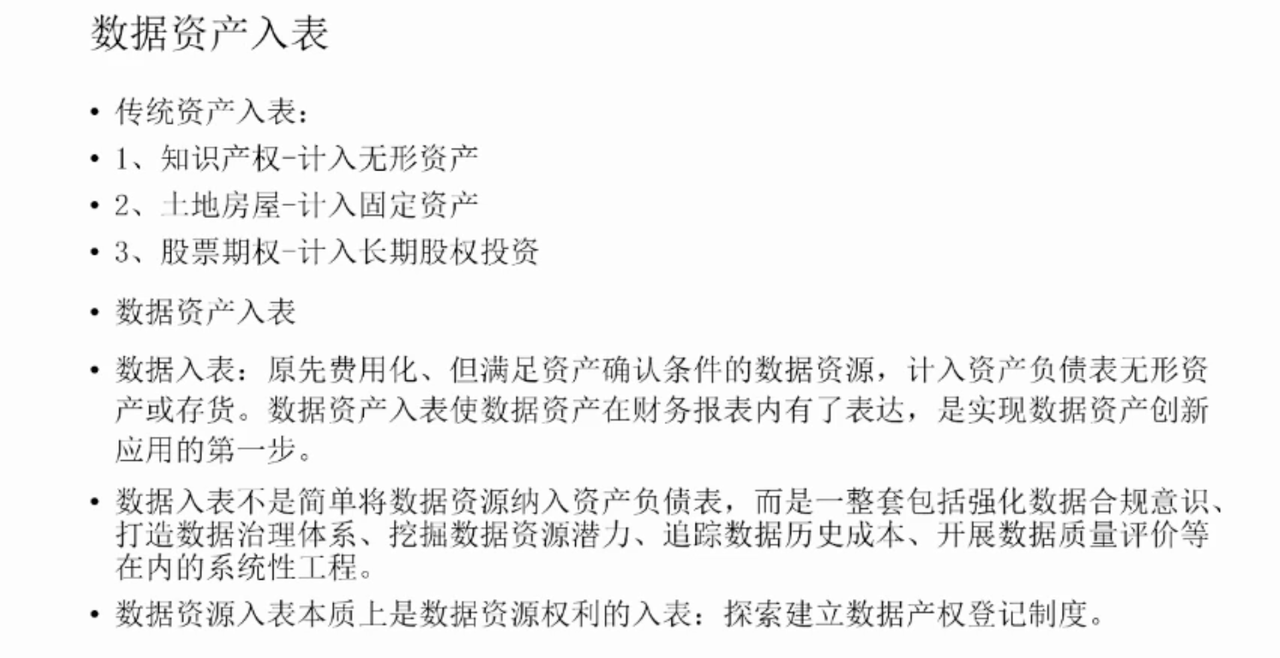 数据资产入表
• 传统资产入表：
• 1、知识产权-计入无形资产
• 2、土地房屋-计入固定资产
• 3、股票期权-计入长期股权投资
• 数据资产入表
• 数据入表：原先费用化、但满足资产确认条件的数据资源，计入资产负债表无形资
产或存货。数据资产入表使数据资产在财务报表内有了表达，是实现数据资产创新
应用的第一步。
• 数据入表不是简单将数据资源纳入资产负债表，而是一整套包括强化数据合规意识、
打造数据治理体系、挖掘数据资源潜力、追踪数据历史成本、开展数据质量评价等
在内的系统性工程。
• 数据资源入表本质上是数据资源权利的入表：探索建立数据产权登记制度。